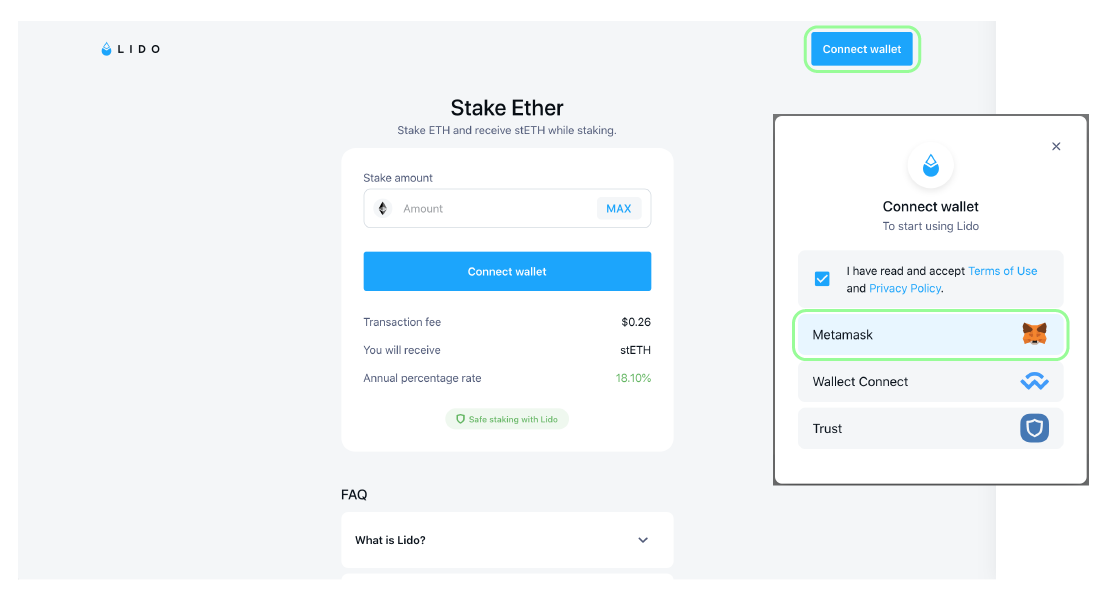 LIDO
Connect wallet
Stake Ether
Stake ETH and receive stETH while staking.
Stake amount
Amount
MAX
Connect wallet
Transaction fee $0.26
You will receive stETH
Annual percentage rate 18.10%
Safe staking with Lido
FAQ
What is Lido?
Connect wallet
To start using Lido
I have read and accept Terms of Use
and Privacy Policy.
Metamask
Wallect Connect
Trust